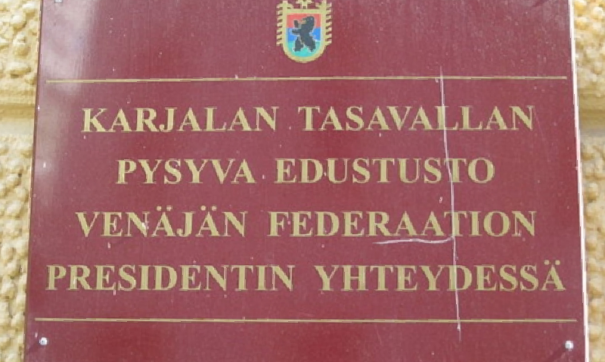 KARJALAN TASAVALLAN
PYSYVA EDUSTUSTO
VENÄJÄN FEDERAATION
PRESIDENTIN YHTEYDESSÄ